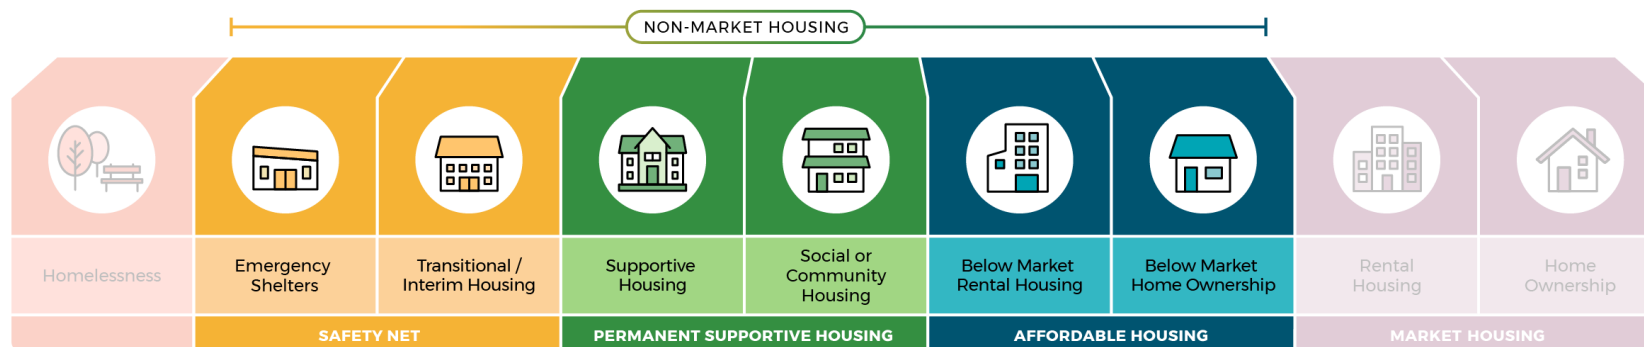 NON-MARKET HOUSING
Homelessness
Emergency
Shelters
Transitional /
Interim Housing
Supportive
Housing
Social or
Community
Housing
Below Market
Rental Housing
Below Market
Home Ownership
Rental
Housing
Home
Ownership
SAFETY NET
PERMANENT SUPPORTIVE HOUSING
AFFORDABLE HOUSING
MARKET HOUSING